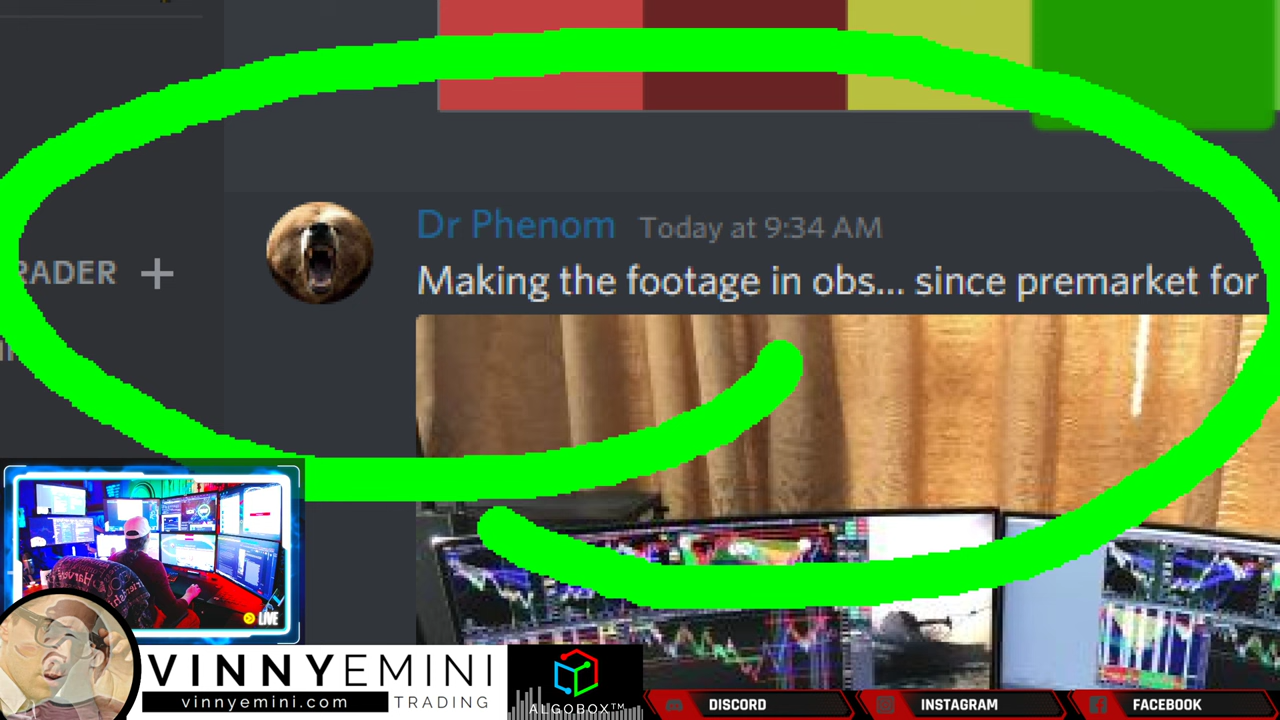 Dr Phenom Today at 9:34 AM
RADER +
Making the footage in obs... since premarket for
LIVE
VINNYEMINI
vinnyemini.com TRADING
ALGOBOX™
DISCORD
INSTAGRAM
FACEBOOK